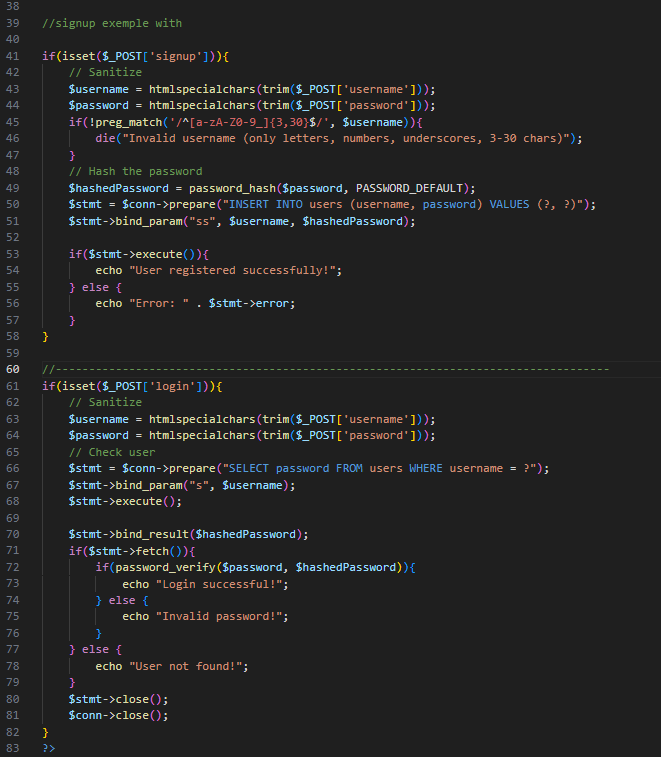 38
39 //signup exemple with
40
41 if(isset($_POST['signup'])){
42     // Sanitize
43     $username = htmlspecialchars(trim($_POST['username']));
44     $password = htmlspecialchars(trim($_POST['password']));
45     if(!preg_match('/^[a-zA-Z0-9_]{3,30}$/', $username)){
46         die("Invalid username (only letters, numbers, underscores, 3-30 chars)");
47     }
48     // Hash the password
49     $hashedPassword = password_hash($password, PASSWORD_DEFAULT);
50     $stmt = $conn->prepare("INSERT INTO users (username, password) VALUES (?, ?)");
51     $stmt->bind_param("ss", $username, $hashedPassword);
52
53     if($stmt->execute()){
54         echo "User registered successfully!";
55     } else {
56         echo "Error: " . $stmt->error;
57     }
58 }
59
60 //------------------------------------------------------------------------------------
61 if(isset($_POST['login'])){
62     // Sanitize
63     $username = htmlspecialchars(trim($_POST['username']));
64     $password = htmlspecialchars(trim($_POST['password']));
65     // Check user
66     $stmt = $conn->prepare("SELECT password FROM users WHERE username = ?");
67     $stmt->bind_param("s", $username);
68     $stmt->execute();
69
70     $stmt->bind_result($hashedPassword);
71     if($stmt->fetch()){
72         if(password_verify($password, $hashedPassword)){
73             echo "Login successful!";
74         } else {
75             echo "Invalid password!";
76         }
77     } else {
78         echo "User not found!";
79     }
80     $stmt->close();
81     $conn->close();
82 }
83 ?>